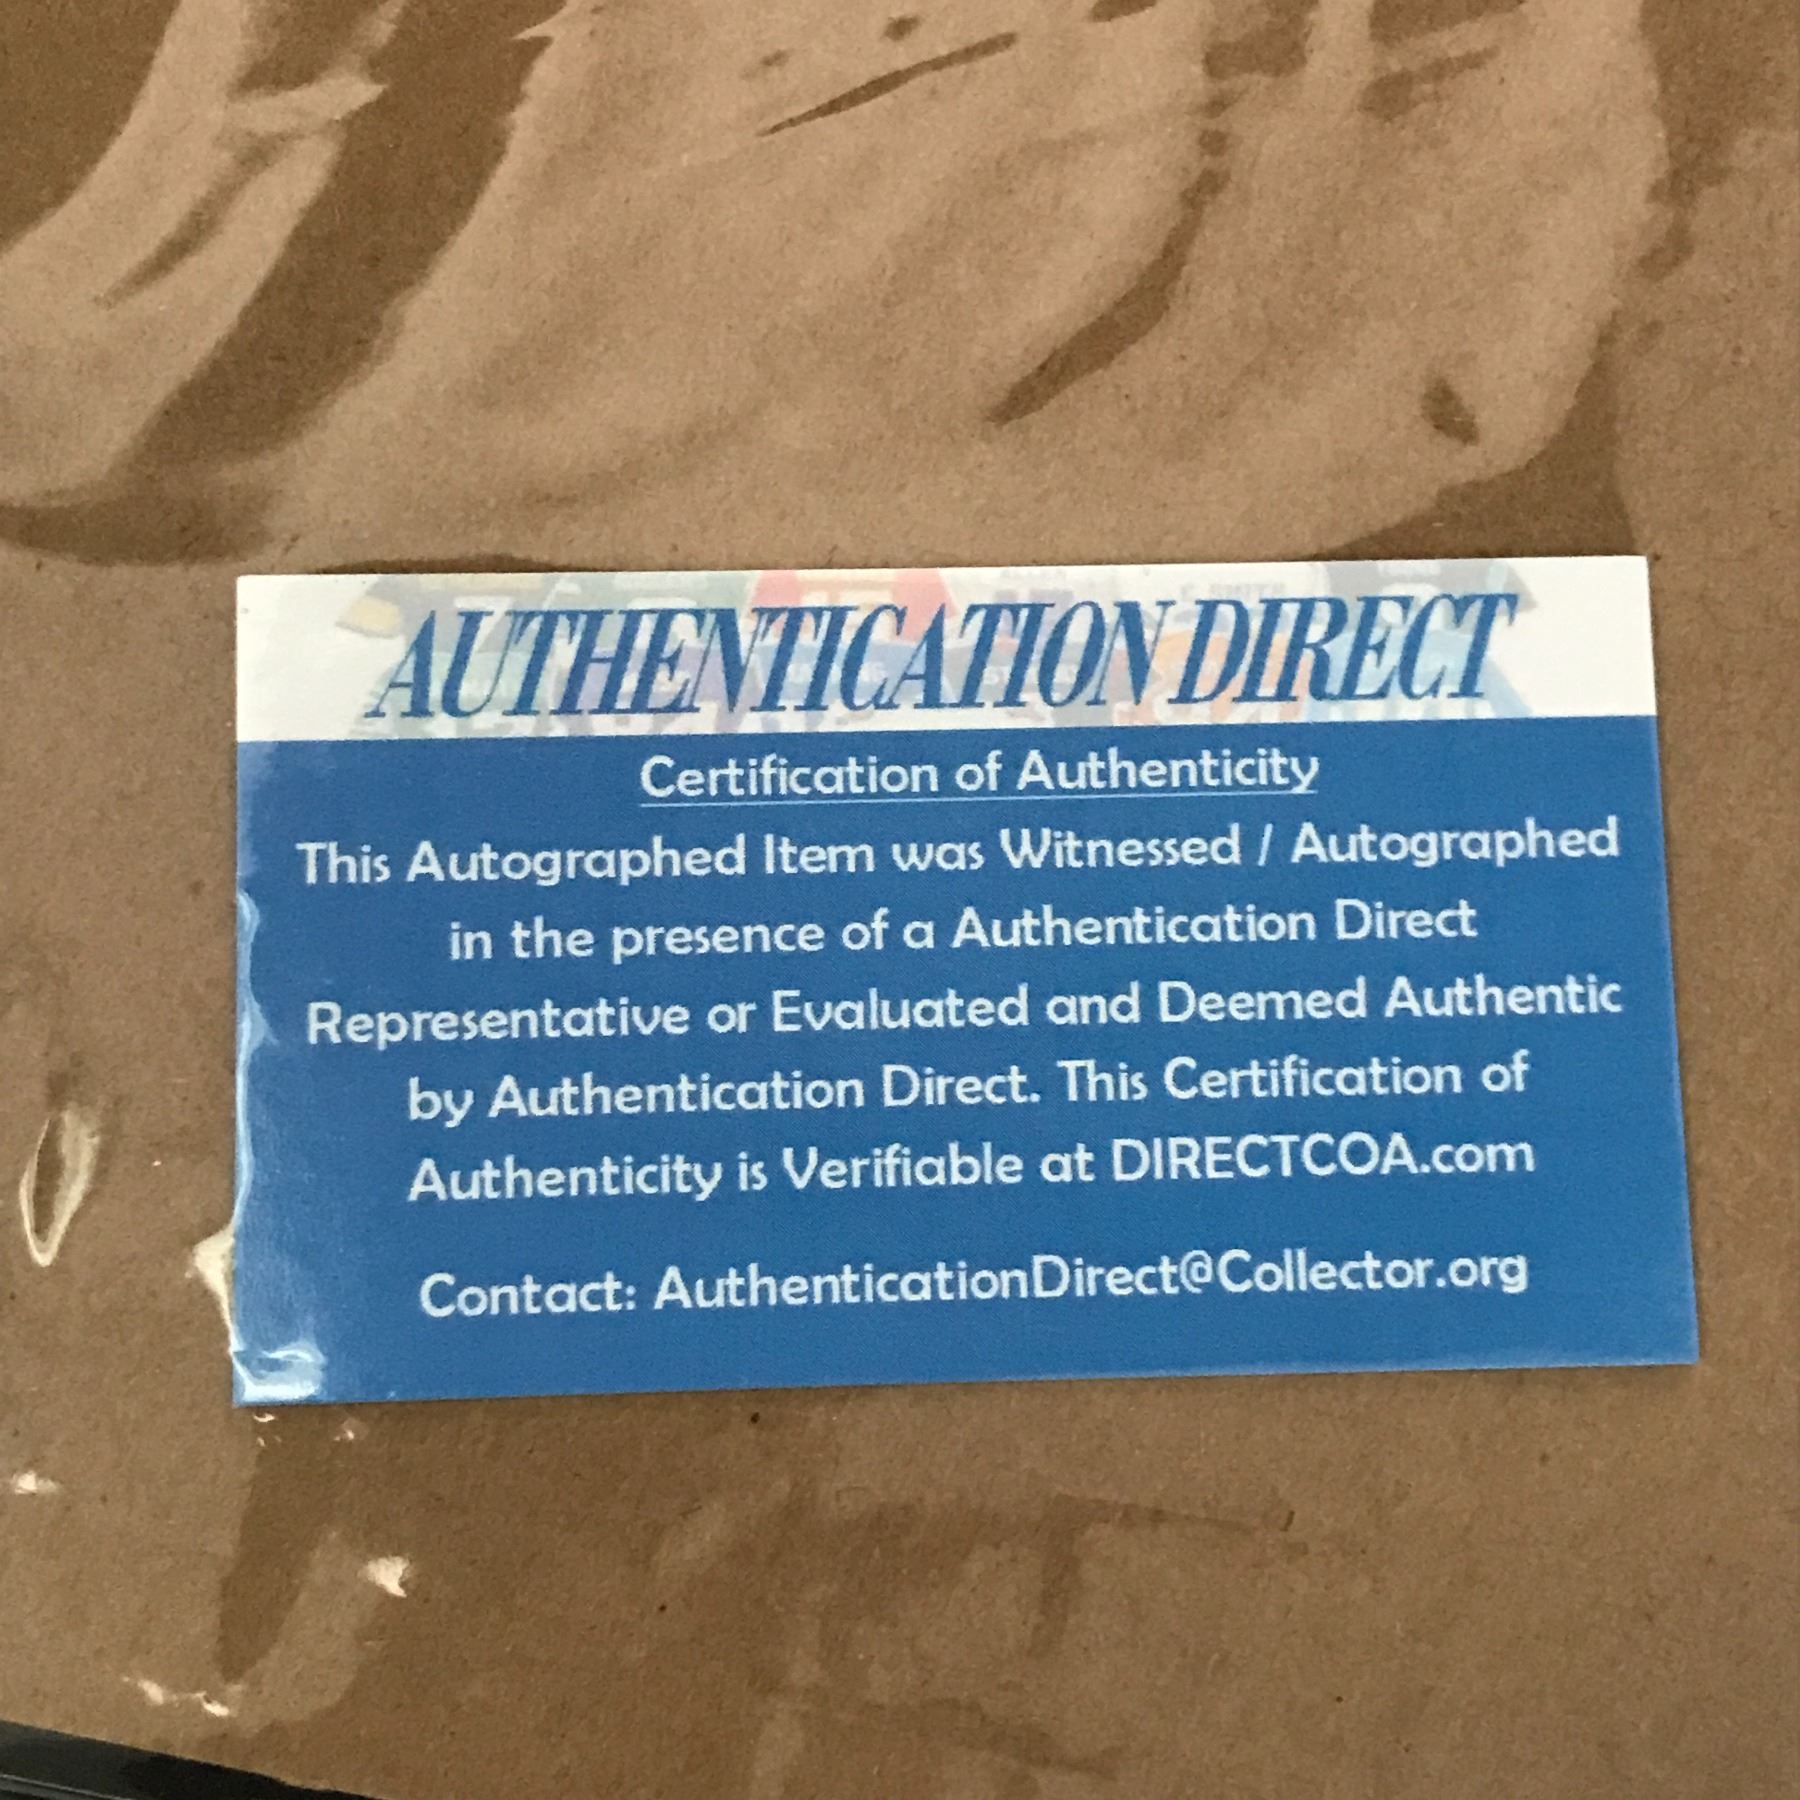 AUTHENTICATION DIRECT
Certification of Authenticity
This Autographed Item was Witnessed / Autographed
in the presence of a Authentication Direct
Representative or Evaluated and Deemed Authentic
by Authentication Direct. This Certification of
Authenticity is Verifiable at DIRECTCOA.com
Contact: AuthenticationDirect@Collector.org